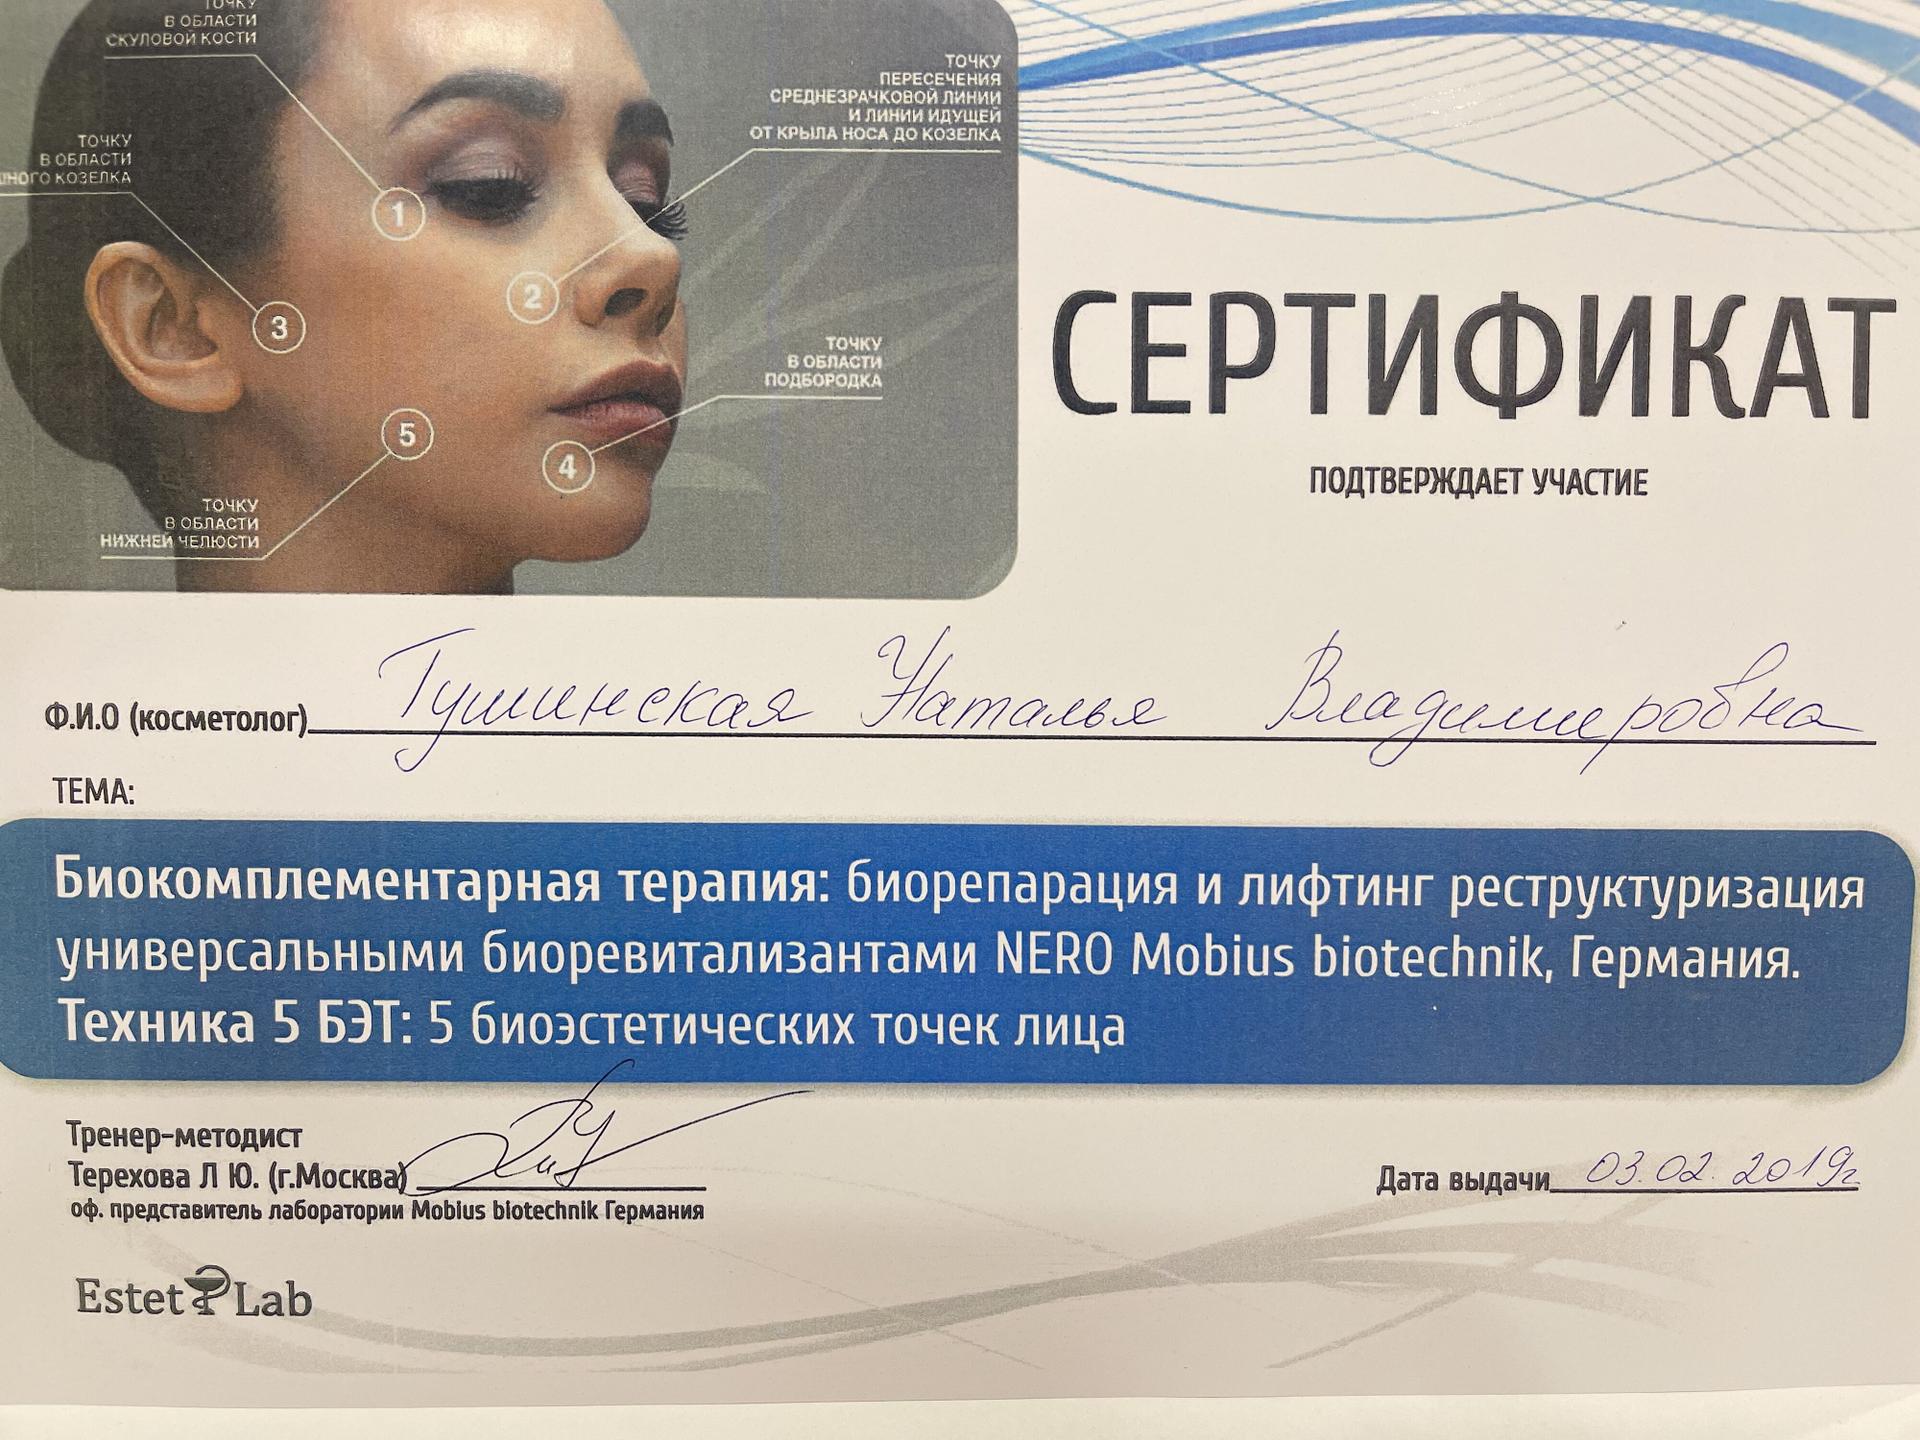 ТОЧКУ
В ОБЛАСТИ
СКУЛОВОЙ КОСТИ
ТОЧКУ
ПЕРЕСЕЧЕНИЯ
СРЕДНЕЗРАЧКОВОЙ ЛИНИИ
И ЛИНИИ ИДУЩЕЙ
ОТ КРЫЛА НОСА ДО КОЗЕЛКА
ТОЧКУ
В ОБЛАСТИ
КОЗЕЛКА
1
2
3
ТОЧКУ
В ОБЛАСТИ
ПОДБОРОДКА
5
4
ТОЧКУ
В ОБЛАСТИ
НИЖНЕЙ ЧЕЛЮСТИ
СЕРТИФИКАТ
ПОДТВЕРЖДАЕТ УЧАСТИЕ
Ф.И.О (косметолог) Тушинская Наталья Владимировна
ТЕМА:
Биокомплементарная терапия: биорепарация и лифтинг реструктуризация
универсальными биоревитализантами NERO Mobius biotechnik, Германия.
Техника 5 БЭТ: 5 биоэстетических точек лица
Тренер-методист
Терехова Л Ю. (г.Москва)
оф. представитель лаборатории Mobius biotechnik Германия
Дата выдачи 03.02.2019г
Estet Lab